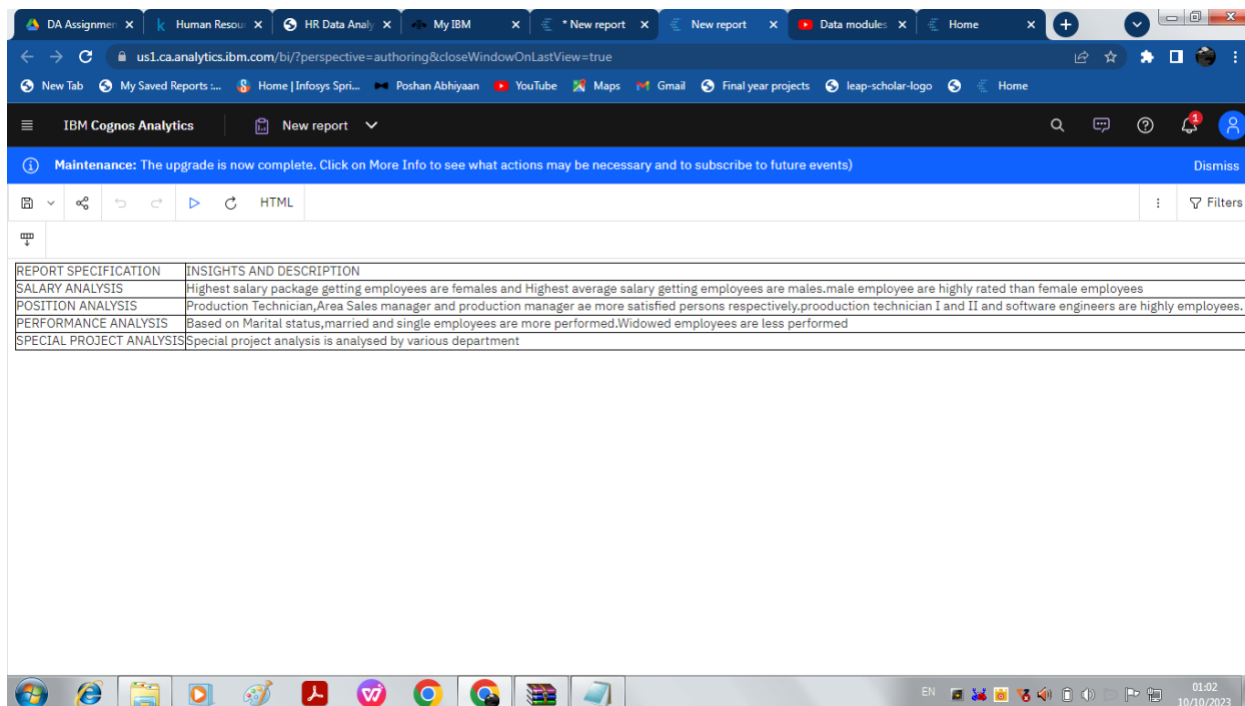 DA Assignmen
Human Resou
HR Data Analy
My IBM
* New report
New report
Data modules
Home
us1.ca.analytics.ibm.com/bi/?perspective=authoring&closeWindowOnLastView=true
New Tab
My Saved Reports :...
Home | Infosys Spri...
Poshan Abhiyaan
YouTube
Maps
Gmail
Final year projects
leap-scholar-logo
Home
IBM Cognos Analytics
New report
1
Maintenance: The upgrade is now complete. Click on More Info to see what actions may be necessary and to subscribe to future events)
Dismiss
HTML
Filters
REPORT SPECIFICATION INSIGHTS AND DESCRIPTION
SALARY ANALYSIS Highest salary package getting employees are females and Highest average salary getting employees are males.male employee are highly rated than female employees
POSITION ANALYSIS Production Technician,Area Sales manager and production manager ae more satisfied persons respectively.prooduction technician I and II and software engineers are highly employees.
PERFORMANCE ANALYSIS Based on Marital status,married and single employees are more performed.Widowed employees are less performed
SPECIAL PROJECT ANALYSIS Special project analysis is analysed by various department
EN
01:02
10/10/2023